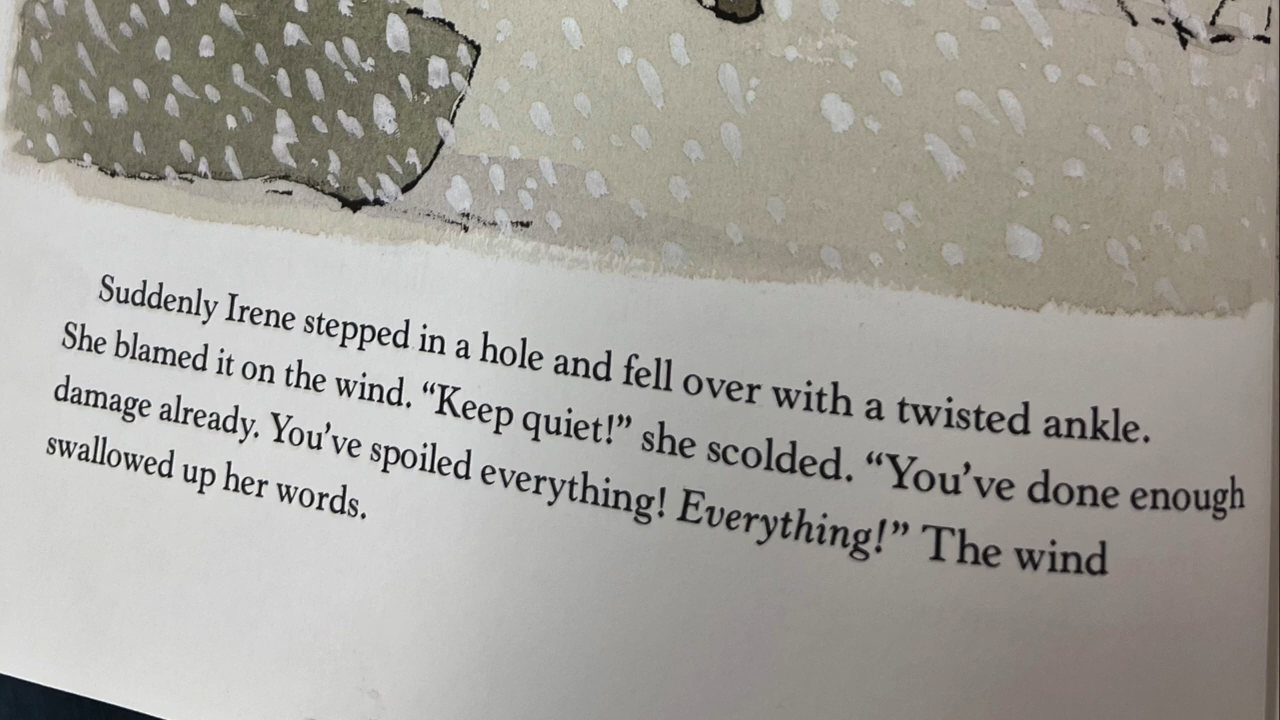 Suddenly Irene stepped in a hole and fell over with a twisted ankle.
She blamed it on the wind. “Keep quiet!” she scolded. “You’ve done enough
damage already. You’ve spoiled everything! Everything!” The wind
swallowed up her words.